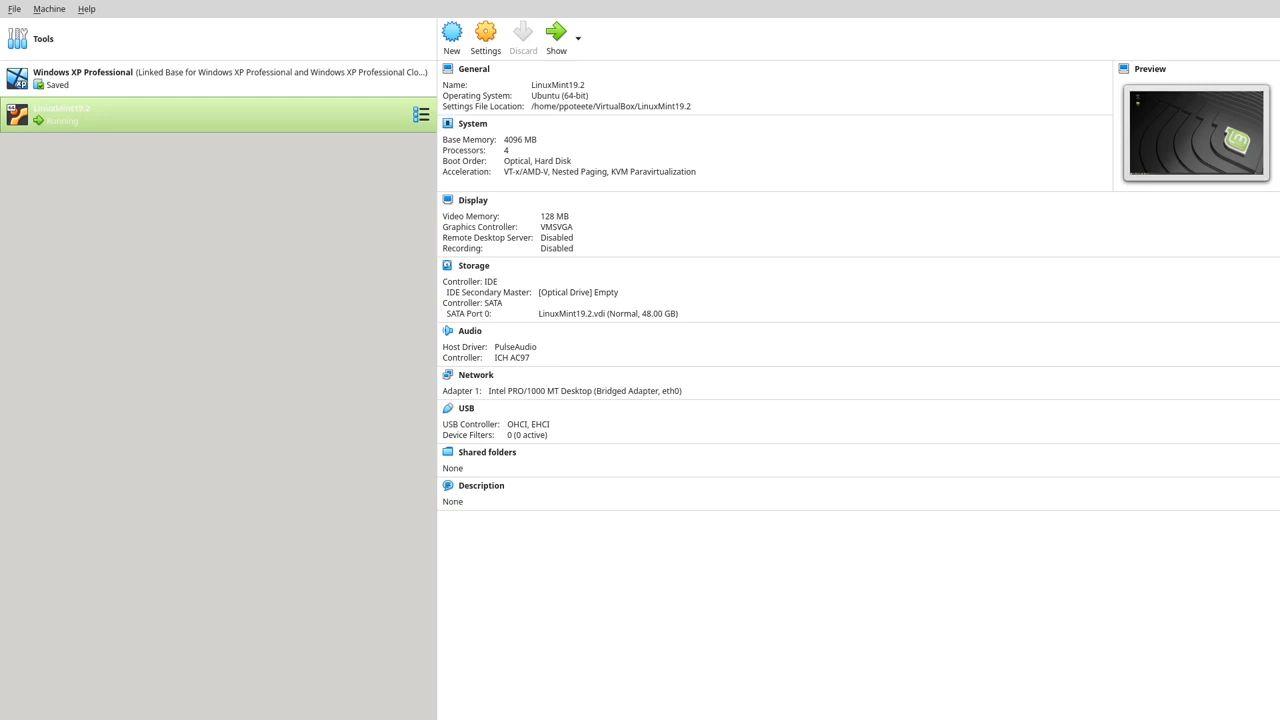 File Machine Help
Tools
Windows XP Professional (Linked Base for Windows XP Professional and Windows XP Professional Clo...)
Saved
LinuxMint19.2
Running
New Settings Discard Show
General
Name: LinuxMint19.2
Operating System: Ubuntu (64-bit)
Settings File Location: /home/ppoteete/VirtualBox/LinuxMint19.2
Preview
System
Base Memory: 4096 MB
Processors: 4
Boot Order: Optical, Hard Disk
Acceleration: VT-x/AMD-V, Nested Paging, KVM Paravirtualization
Display
Video Memory: 128 MB
Graphics Controller: VMSVGA
Remote Desktop Server: Disabled
Recording: Disabled
Storage
Controller: IDE
IDE Secondary Master: [Optical Drive] Empty
Controller: SATA
SATA Port 0: LinuxMint19.2.vdi (Normal, 48.00 GB)
Audio
Host Driver: PulseAudio
Controller: ICH AC97
Network
Adapter 1: Intel PRO/1000 MT Desktop (Bridged Adapter, eth0)
USB
USB Controller: OHCI, EHCI
Device Filters: 0 (0 active)
Shared folders
None
Description
None